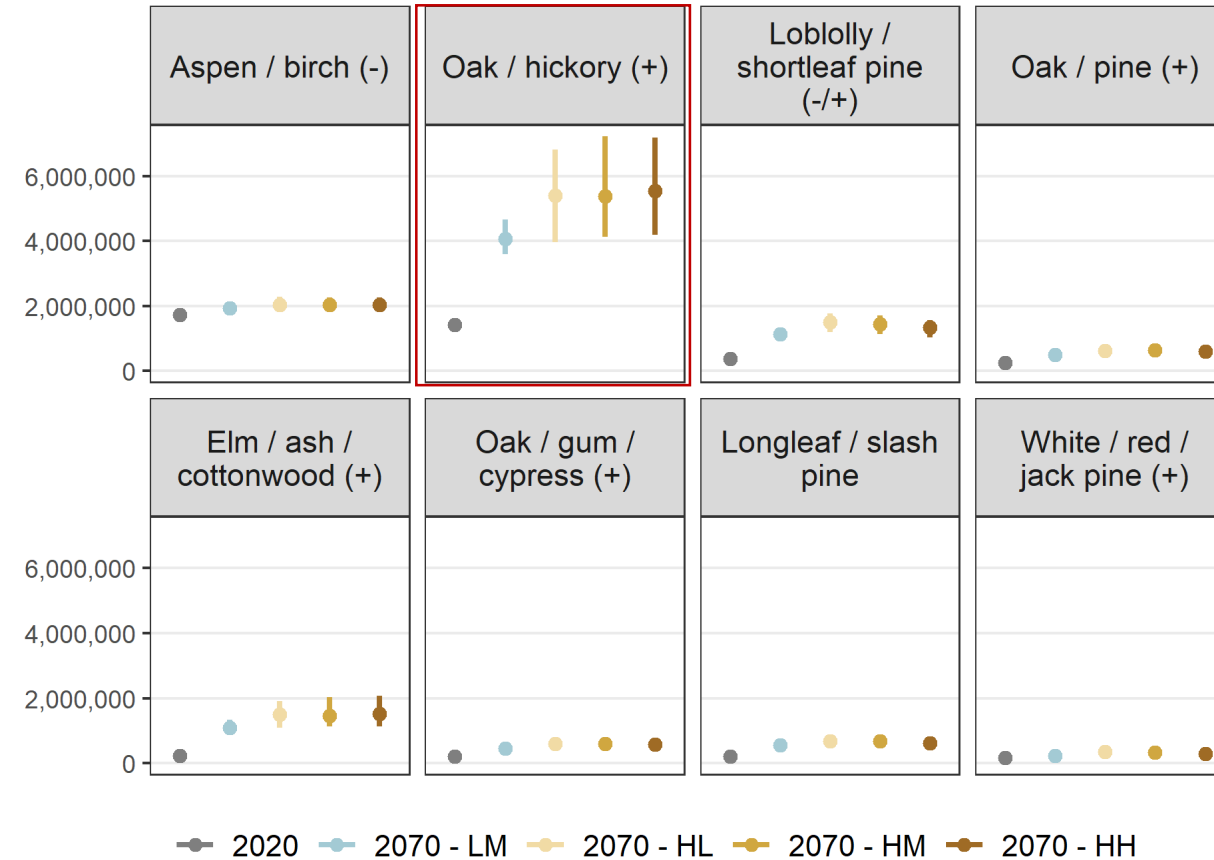 Aspen / birch (-)
Oak / hickory (+)
Loblolly /
shortleaf pine
(-/+)
Oak / pine (+)
6,000,000
4,000,000
2,000,000
0
Elm / ash /
cottonwood (+)
Oak / gum /
cypress (+)
Longleaf / slash
pine
White / red /
jack pine (+)
6,000,000
4,000,000
2,000,000
0
2020 2070 - LM 2070 - HL 2070 - HM 2070 - HH